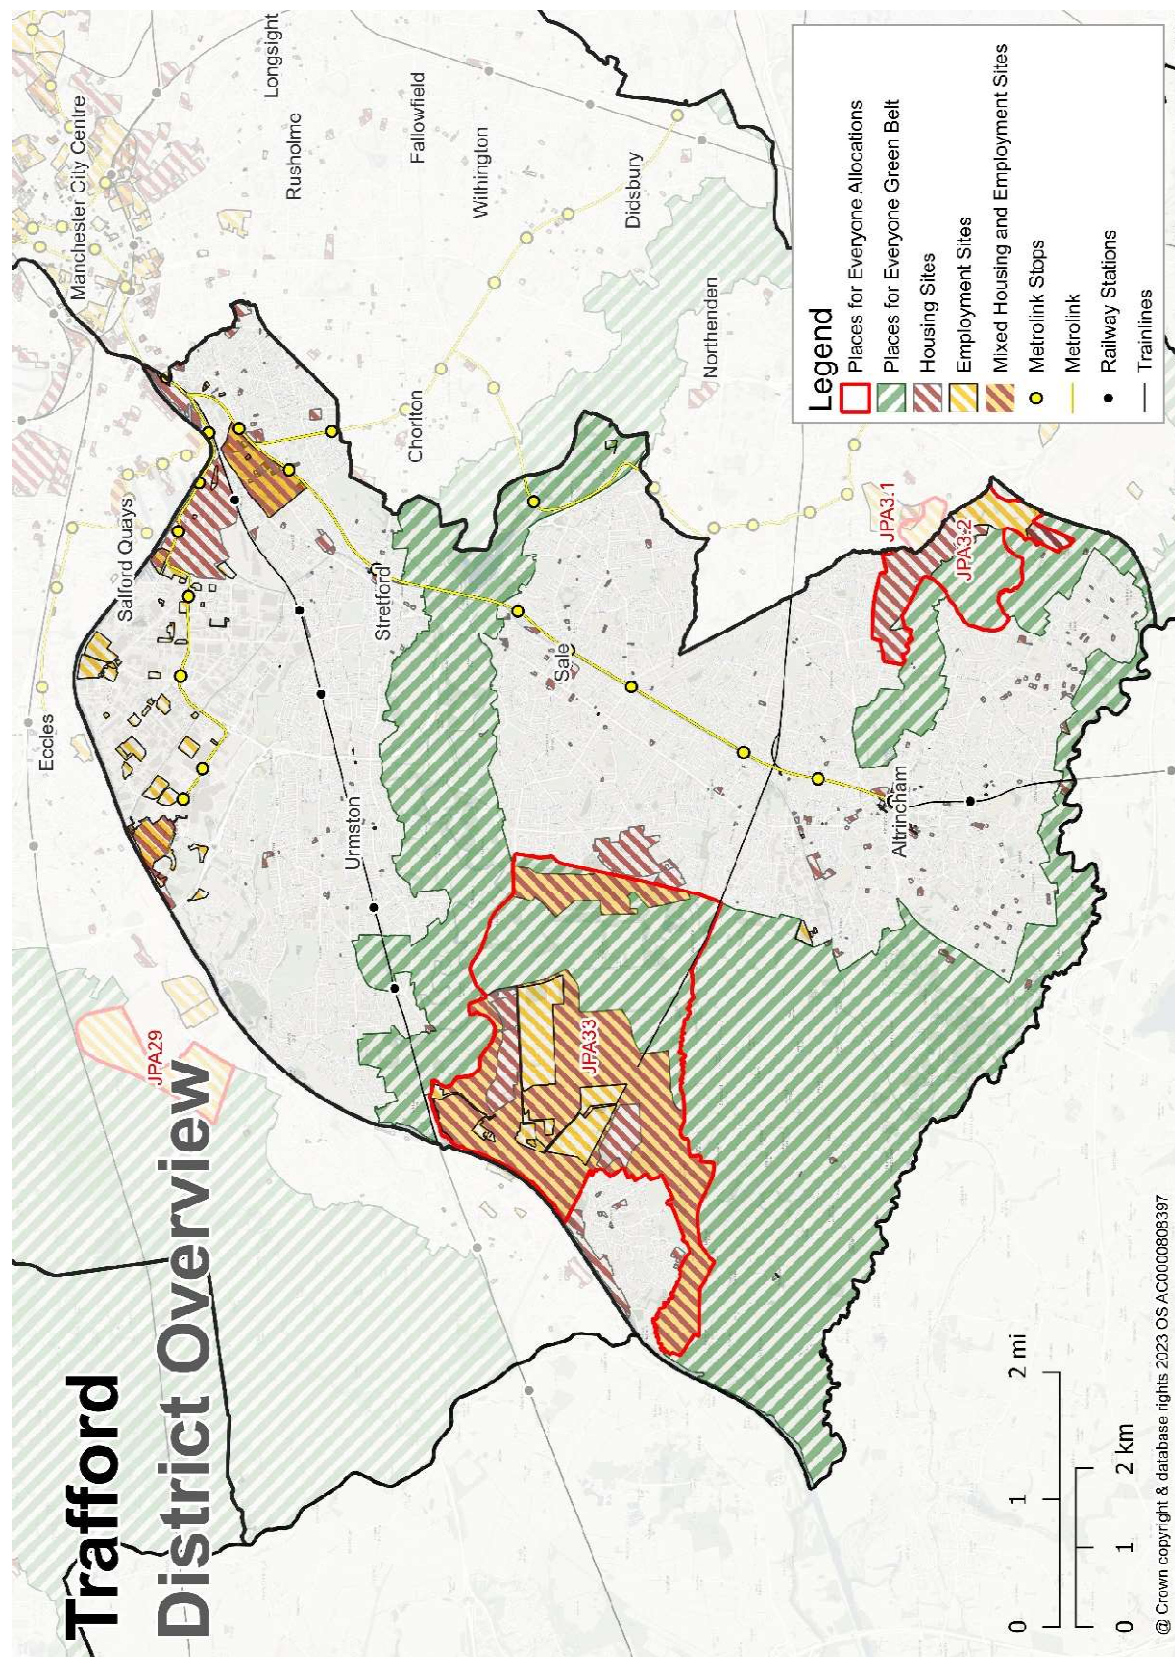 Trafford
District Overview
Manchester City Centre
Longsight
Rusholme
Fallowfield
Withington
Didsbury
Northenden
Chorlton
Salford Quays
Eccles
Stretford
Urmston
Sale
Altrincham
JPA29
JPA33
JPA3.1
JPA3.2
Legend
Places for Everyone Allocations
Places for Everyone Green Belt
Housing Sites
Employment Sites
Mixed Housing and Employment Sites
Metrolink Stops
Metrolink
Railway Stations
Trainlines
0 1 2 mi
0 1 2 km
@ Crown copyright & database rights 2023 OS AC0000808397